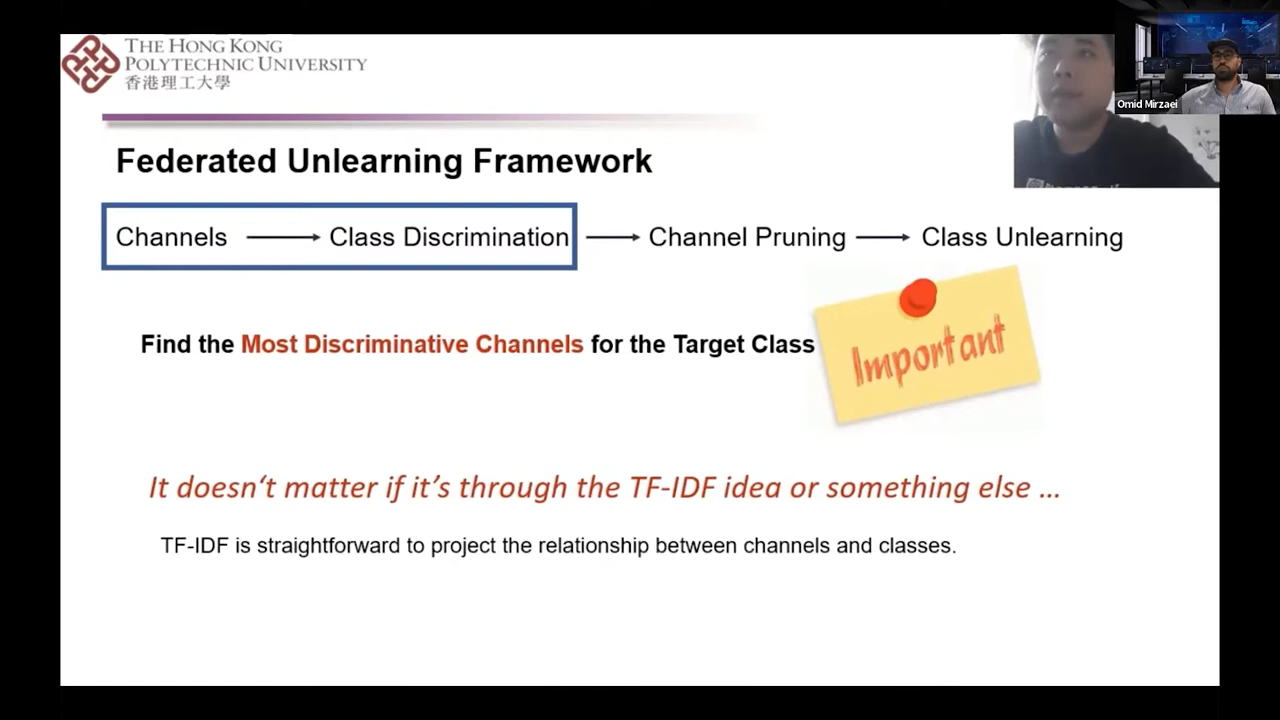 THE HONG KONG
POLYTECHNIC UNIVERSITY
香港理工大學
Omid Mirzaei
Federated Unlearning Framework
Channels Class Discrimination Channel Pruning Class Unlearning
Find the Most Discriminative Channels for the Target Class
Important
It doesn‘t matter if it’s through the TF-IDF idea or something else …
TF-IDF is straightforward to project the relationship between channels and classes.